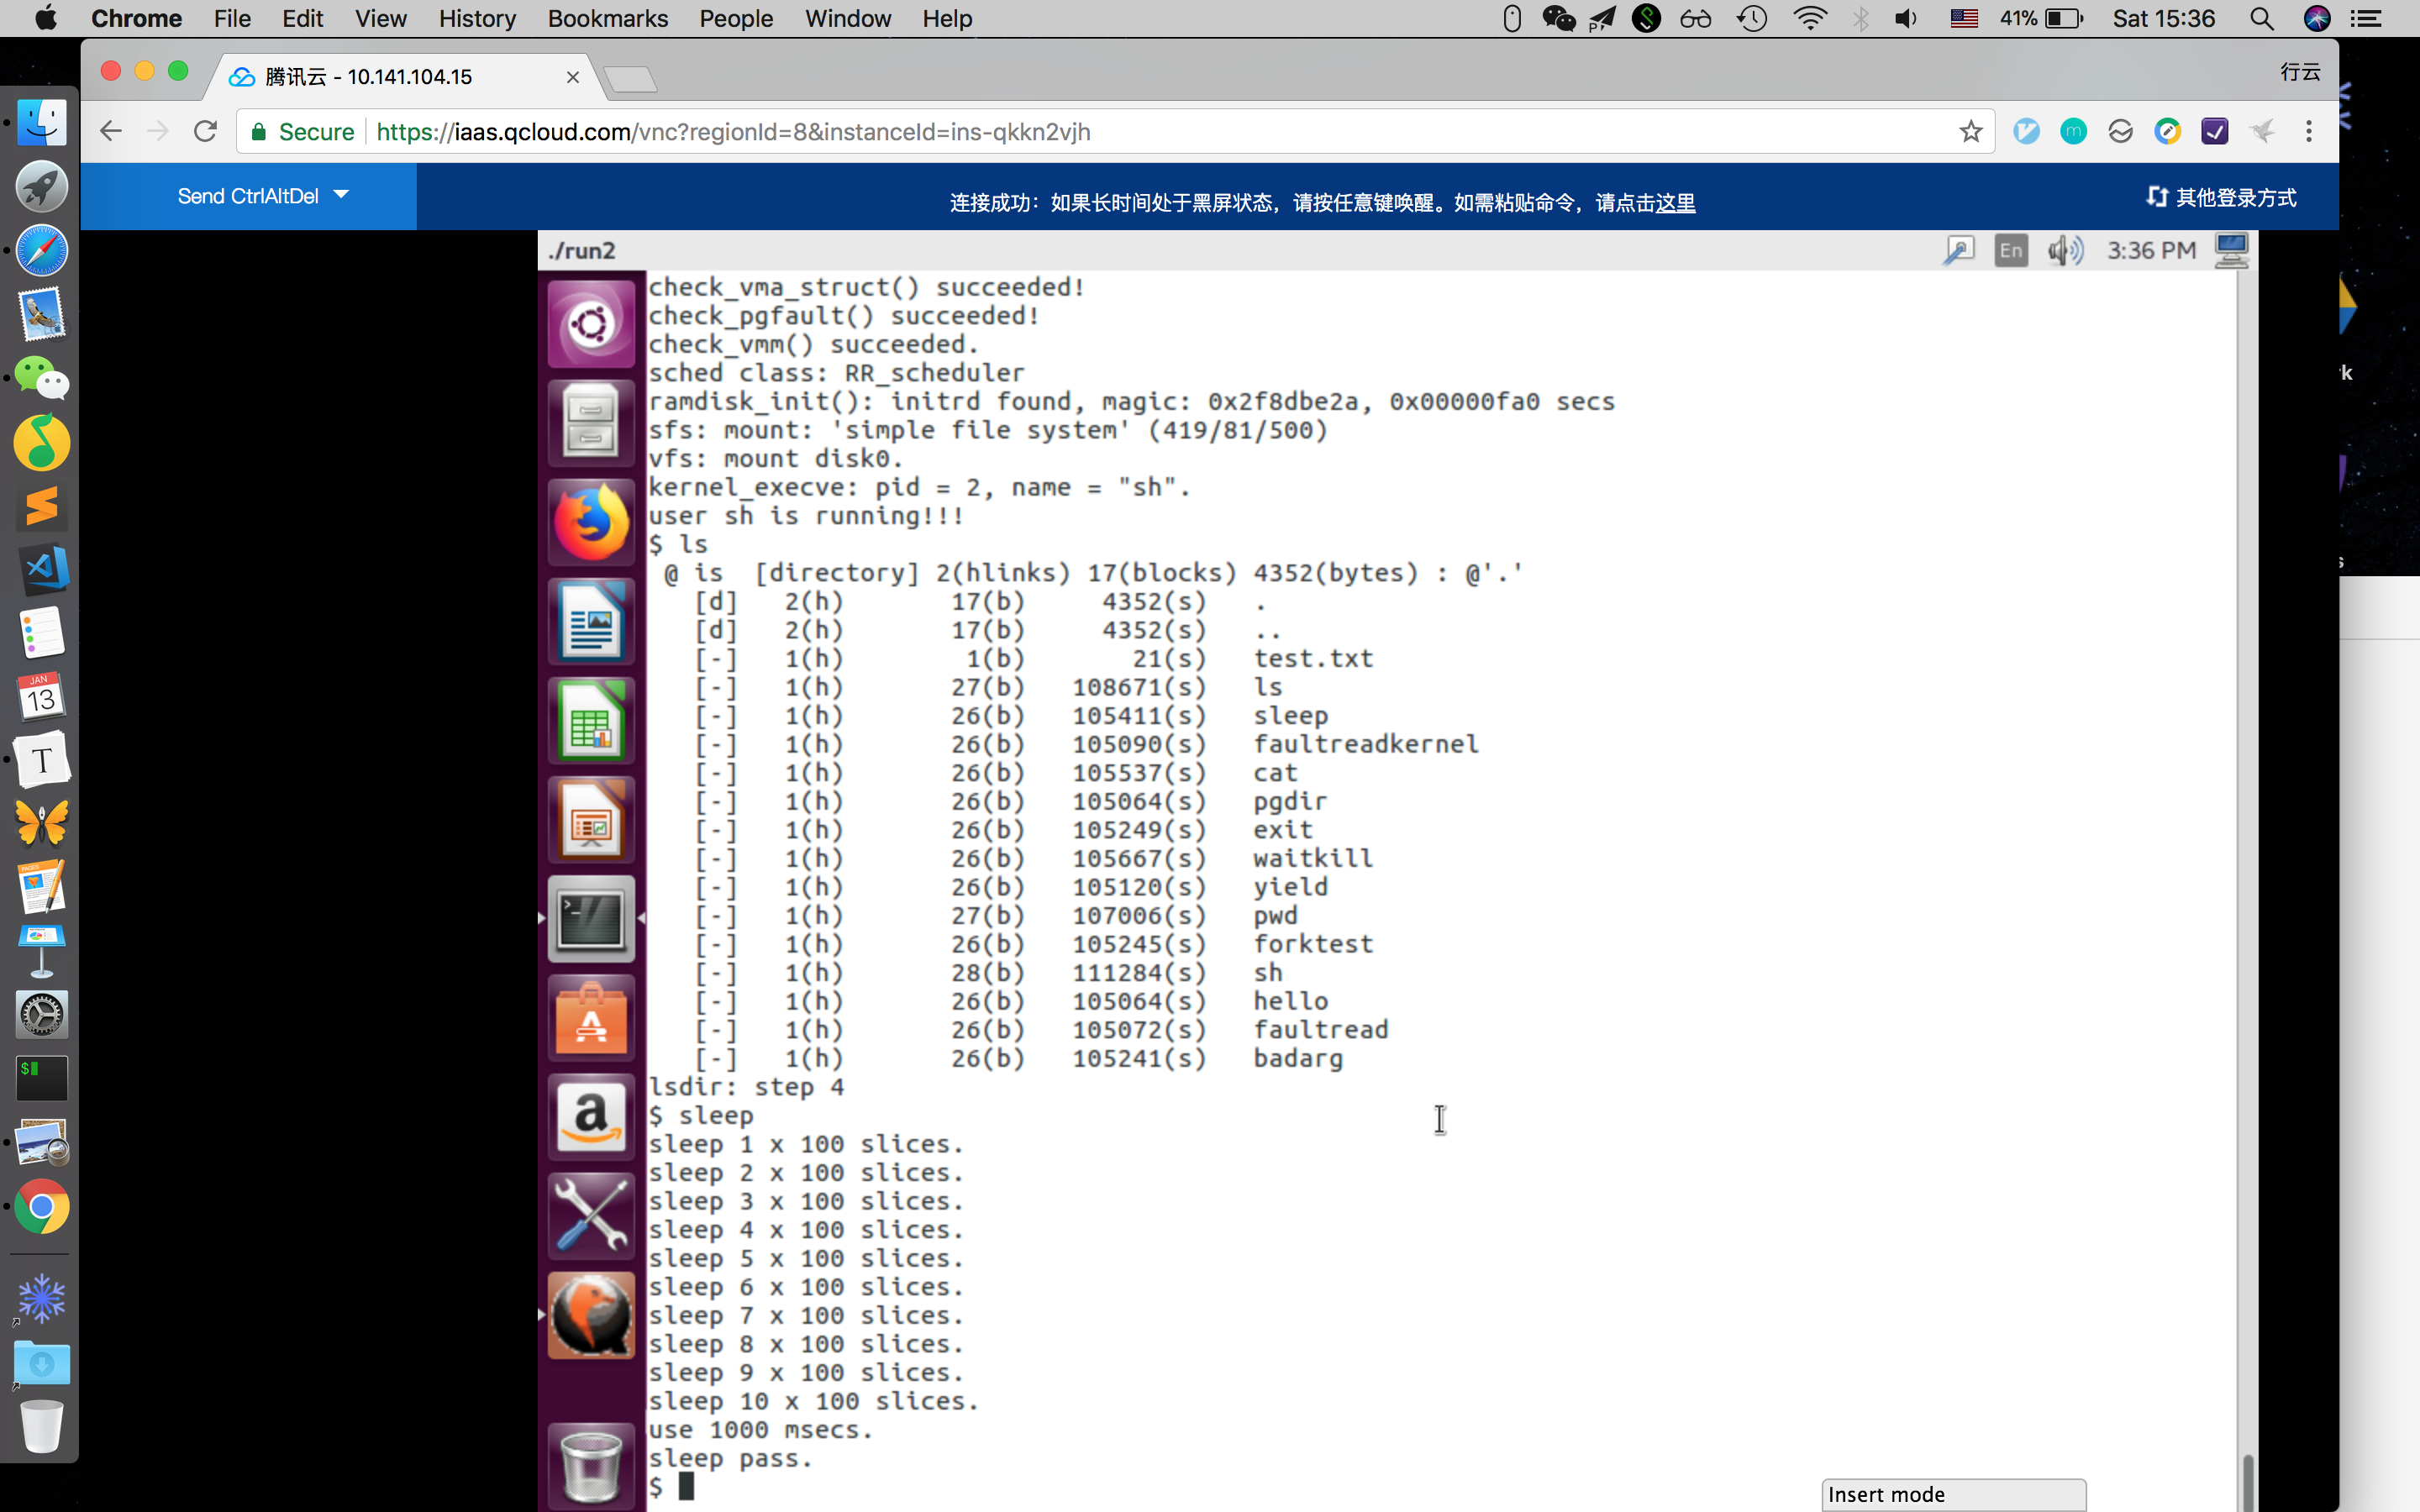 Chrome File Edit View History Bookmarks People Window Help 41% Sat 15:36
腾讯云 - 10.141.104.15 行云
Secure https://iaas.qcloud.com/vnc?regionId=8&instanceId=ins-qkkn2vjh
Send CtrlAltDel 连接成功：如果长时间处于黑屏状态，请按任意键唤醒。如需粘贴命令，请点击这里 其他登录方式
./run2 En 3:36 PM
check_vma_struct() succeeded!
check_pgfault() succeeded!
check_vmm() succeeded.
sched class: RR_scheduler
ramdisk_init(): initrd found, magic: 0x2f8dbe2a, 0x00000fa0 secs
sfs: mount: 'simple file system' (419/81/500)
vfs: mount disk0.
kernel_execve: pid = 2, name = "sh".
user sh is running!!!
$ ls
@ is [directory] 2(hlinks) 17(blocks) 4352(bytes) : @'.'
[d] 2(h) 17(b) 4352(s) .
[d] 2(h) 17(b) 4352(s) ..
[-] 1(h) 1(b) 21(s) test.txt
[-] 1(h) 27(b) 108671(s) ls
[-] 1(h) 26(b) 105411(s) sleep
[-] 1(h) 26(b) 105090(s) faultreadkernel
[-] 1(h) 26(b) 105537(s) cat
[-] 1(h) 26(b) 105064(s) pgdir
[-] 1(h) 26(b) 105249(s) exit
[-] 1(h) 26(b) 105667(s) waitkill
[-] 1(h) 26(b) 105120(s) yield
[-] 1(h) 27(b) 107006(s) pwd
[-] 1(h) 26(b) 105245(s) forktest
[-] 1(h) 28(b) 111284(s) sh
[-] 1(h) 26(b) 105064(s) hello
[-] 1(h) 26(b) 105072(s) faultread
[-] 1(h) 26(b) 105241(s) badarg
lsdir: step 4
$ sleep
sleep 1 x 100 slices.
sleep 2 x 100 slices.
sleep 3 x 100 slices.
sleep 4 x 100 slices.
sleep 5 x 100 slices.
sleep 6 x 100 slices.
sleep 7 x 100 slices.
sleep 8 x 100 slices.
sleep 9 x 100 slices.
sleep 10 x 100 slices.
use 1000 msecs.
sleep pass.
$
Insert mode
JAN
13